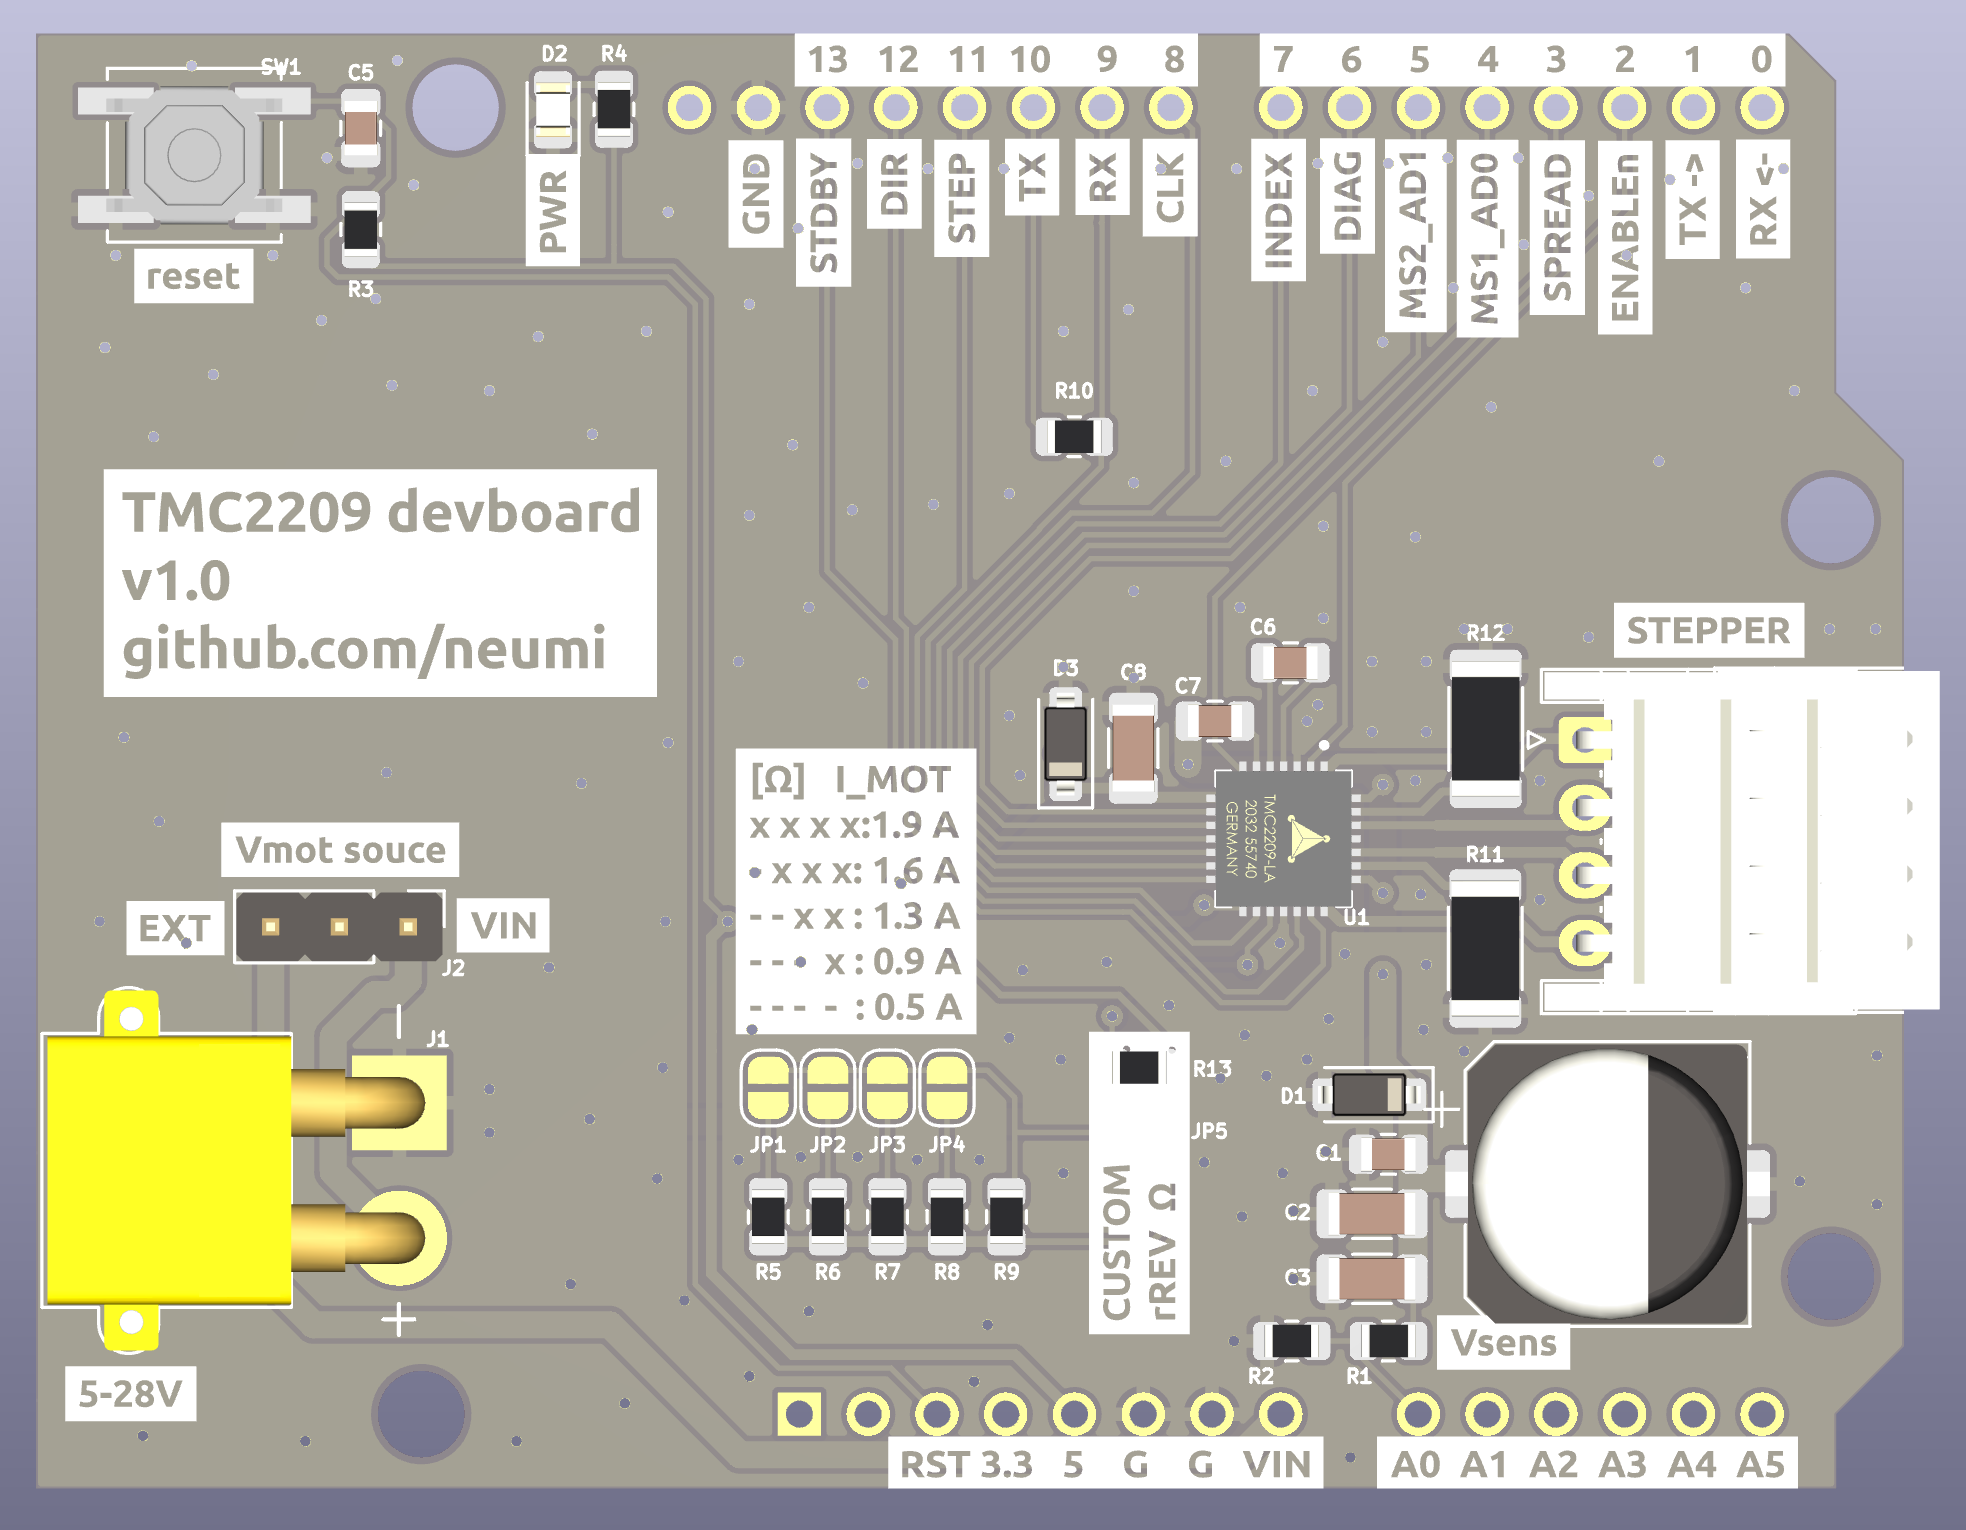 13 12 11 10 9 8 7 6 5 4 3 2 1 0
SW1
C5
D2
R4
GND
STDBY
DIR
STEP
TX
RX
CLK
INDEX
DIAG
MS2_AD1
MS1_AD0
SPREAD
ENABLEn
TX ->
RX <-
PWR
reset
R3
R10
TMC2209 devboard
v1.0
github.com/neumi
STEPPER
C6
R12
D3
C8
C7
[Ω] I_MOT
x x x x:1.9 A
x x x: 1.6 A
- - x x : 1.3 A
- - x : 0.9 A
- - - - : 0.5 A
TMC2209-LA
2032 55740
GERMANY
U1
R11
Vmot souce
EXT
VIN
J2
J1
5-28V
JP1 JP2 JP3 JP4
R5 R6 R7 R8 R9
R13
JP5
CUSTOM
rREV Ω
D1
C1
C2
C3
R2
R1
Vsens
RST 3.3 5 G G VIN
A0 A1 A2 A3 A4 A5